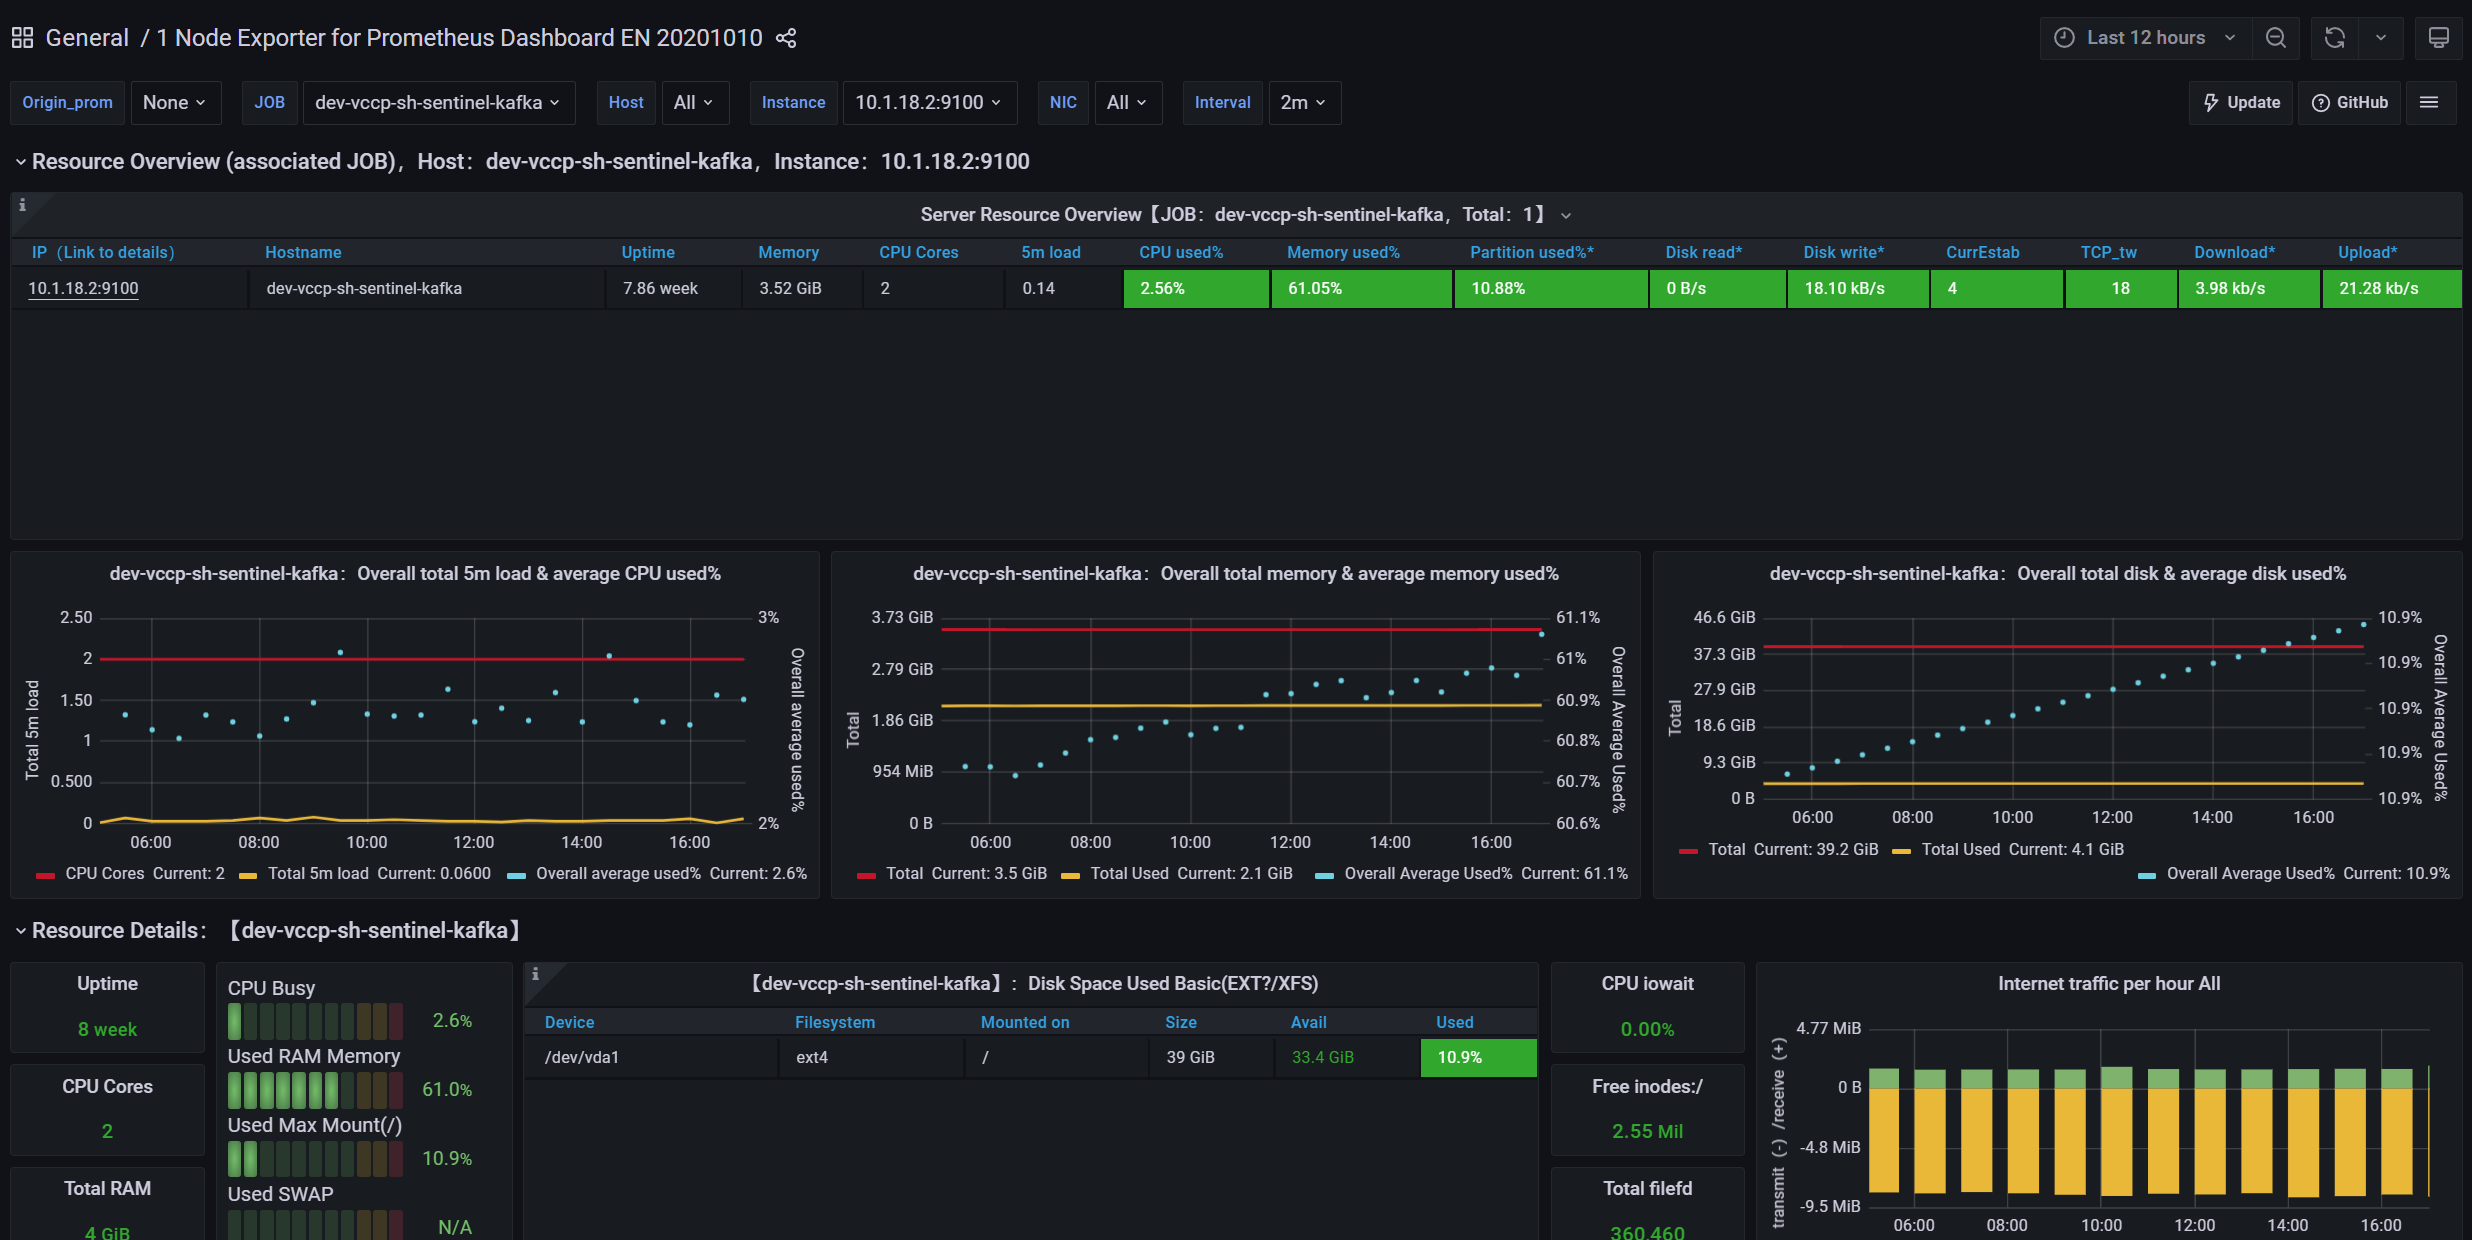 General / 1 Node Exporter for Prometheus Dashboard EN 20201010
Last 12 hours
Origin_prom None JOB dev-vccp-sh-sentinel-kafka Host All Instance 10.1.18.2:9100 NIC All Interval 2m Update GitHub
Resource Overview (associated JOB)，Host：dev-vccp-sh-sentinel-kafka，Instance：10.1.18.2:9100
Server Resource Overview【JOB：dev-vccp-sh-sentinel-kafka，Total：1】
IP（Link to details） Hostname Uptime Memory CPU Cores 5m load CPU used% Memory used% Partition used%* Disk read* Disk write* CurrEstab TCP_tw Download* Upload*
10.1.18.2:9100 dev-vccp-sh-sentinel-kafka 7.86 week 3.52 GiB 2 0.14 2.56% 61.05% 10.88% 0 B/s 18.10 kB/s 4 18 3.98 kb/s 21.28 kb/s
dev-vccp-sh-sentinel-kafka：Overall total 5m load & average CPU used%
Total 5m load
2.50
2
1.50
1
0.500
0
3%
2%
Overall average used%
06:00 08:00 10:00 12:00 14:00 16:00
CPU Cores Current: 2 Total 5m load Current: 0.0600 Overall average used% Current: 2.6%
dev-vccp-sh-sentinel-kafka：Overall total memory & average memory used%
Total
3.73 GiB
2.79 GiB
1.86 GiB
954 MiB
0 B
61.1%
61%
60.9%
60.8%
60.7%
60.6%
Overall Average Used%
06:00 08:00 10:00 12:00 14:00 16:00
Total Current: 3.5 GiB Total Used Current: 2.1 GiB Overall Average Used% Current: 61.1%
dev-vccp-sh-sentinel-kafka：Overall total disk & average disk used%
Total
46.6 GiB
37.3 GiB
27.9 GiB
18.6 GiB
9.3 GiB
0 B
10.9%
10.9%
10.9%
10.9%
10.9%
Overall Average Used%
06:00 08:00 10:00 12:00 14:00 16:00
Total Current: 39.2 GiB Total Used Current: 4.1 GiB
Overall Average Used% Current: 10.9%
Resource Details：【dev-vccp-sh-sentinel-kafka】
Uptime
8 week
CPU Cores
2
Total RAM
4 GiB
CPU Busy
2.6%
Used RAM Memory
61.0%
Used Max Mount(/)
10.9%
Used SWAP
N/A
【dev-vccp-sh-sentinel-kafka】：Disk Space Used Basic(EXT?/XFS)
Device Filesystem Mounted on Size Avail Used
/dev/vda1 ext4 / 39 GiB 33.4 GiB 10.9%
CPU iowait
0.00%
Free inodes:/
2.55 Mil
Total filefd
360,460
Internet traffic per hour All
transmit（-）/receive（+）
4.77 MiB
0 B
-4.8 MiB
-9.5 MiB
06:00 08:00 10:00 12:00 14:00 16:00